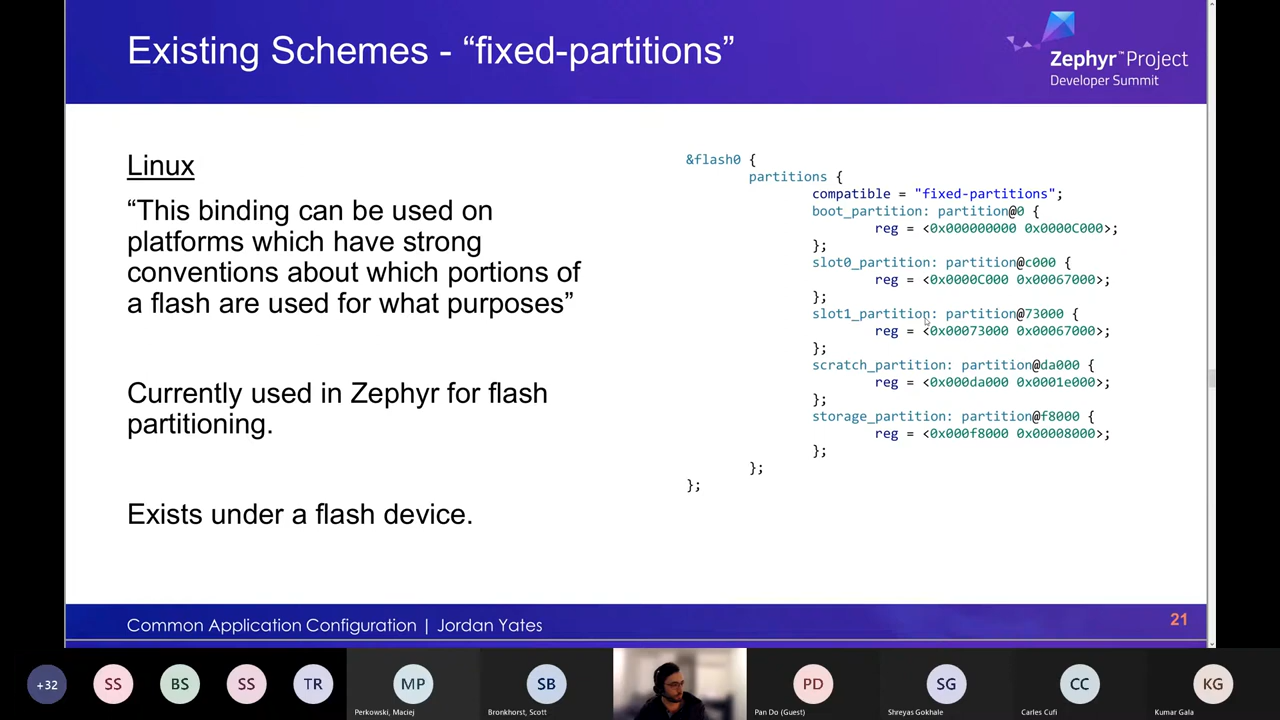 Existing Schemes - “fixed-partitions”
Zephyr™Project
Developer Summit
Linux
“This binding can be used on
platforms which have strong
conventions about which portions of
a flash are used for what purposes”
Currently used in Zephyr for flash
partitioning.
Exists under a flash device.
&flash0 {
partitions {
compatible = "fixed-partitions";
boot_partition: partition@0 {
reg = <0x000000000 0x0000C000>;
};
slot0_partition: partition@c000 {
reg = <0x0000C000 0x00067000>;
};
slot1_partition: partition@73000 {
reg = <0x00073000 0x00067000>;
};
scratch_partition: partition@da000 {
reg = <0x000da000 0x0001e000>;
};
storage_partition: partition@f8000 {
reg = <0x000f8000 0x00008000>;
};
};
};
Common Application Configuration | Jordan Yates
21
+32
SS
BS
SS
TR
MP
Perkowski, Maciej
SB
Bronkhorst, Scott
PD
Pan Do (Guest)
SG
Shreyas Gokhale
CC
Carles Cufi
KG
Kumar Gala